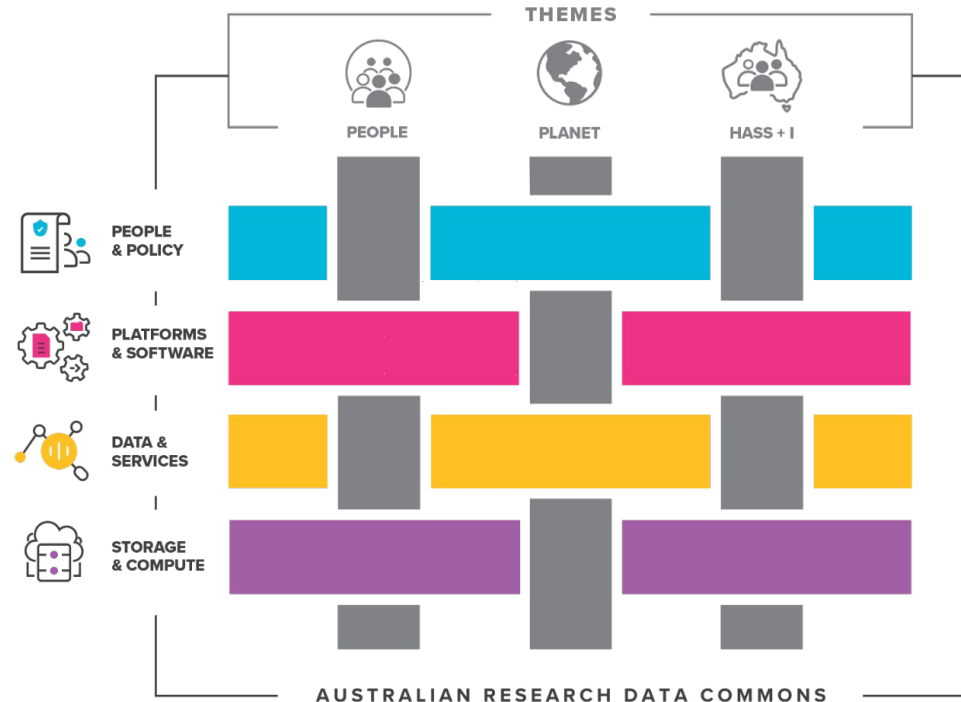 THEMES
PEOPLE
PLANET
HASS + I
PEOPLE
& POLICY
PLATFORMS
& SOFTWARE
DATA &
SERVICES
STORAGE
& COMPUTE
AUSTRALIAN RESEARCH DATA COMMONS